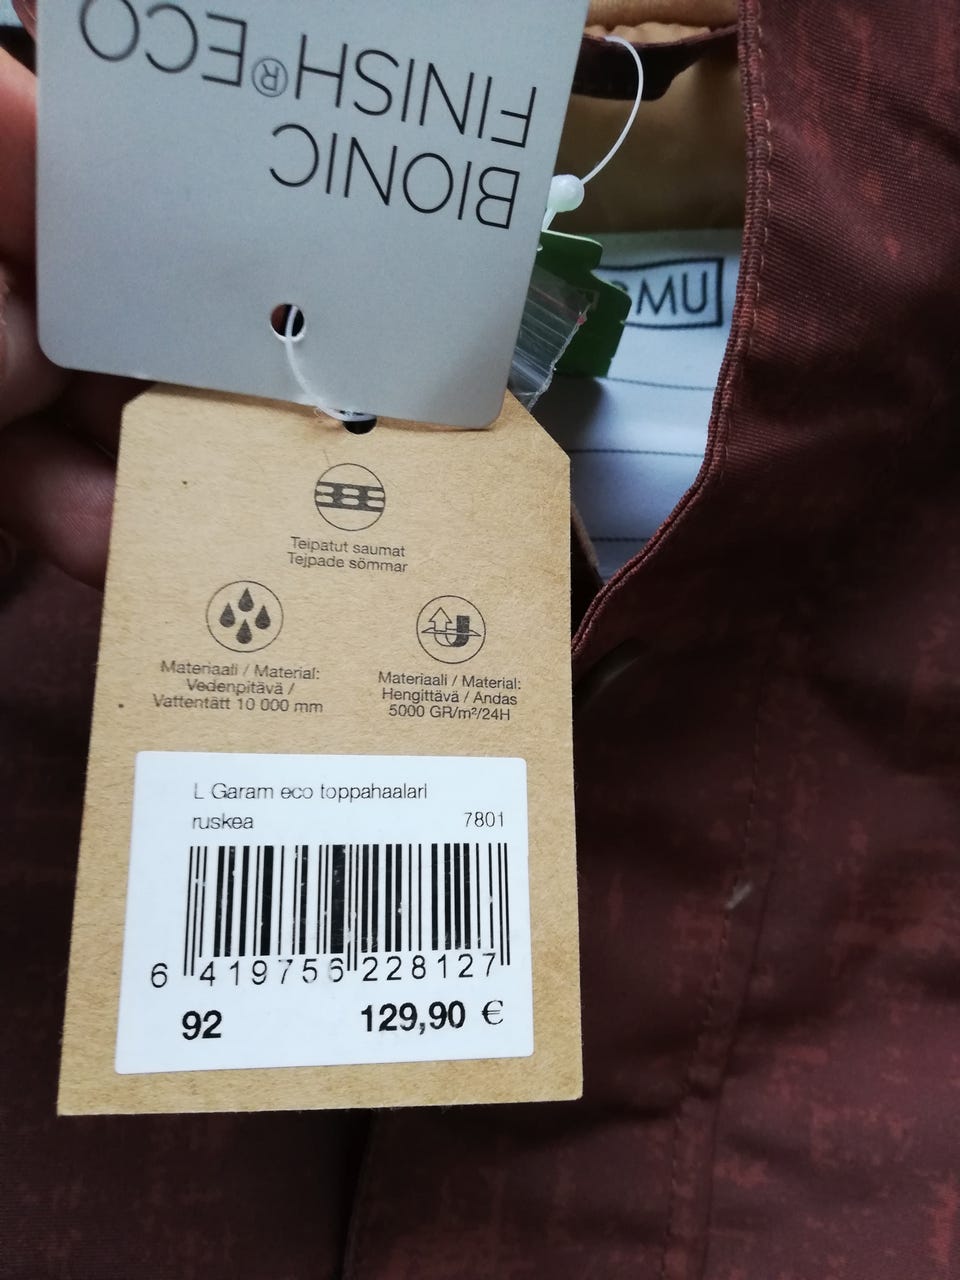 BIONIC
FINISH®ECO
Teipatut saumat
Tejpade sömmar
Materiaali / Material:
Vedenpitävä /
Vattentätt 10 000 mm
Materiaali / Material:
Hengittävä / Andas
5000 GR/m²/24H
L Garam eco toppahaalari
ruskea 7801
6 419756 228127
92 129,90 €